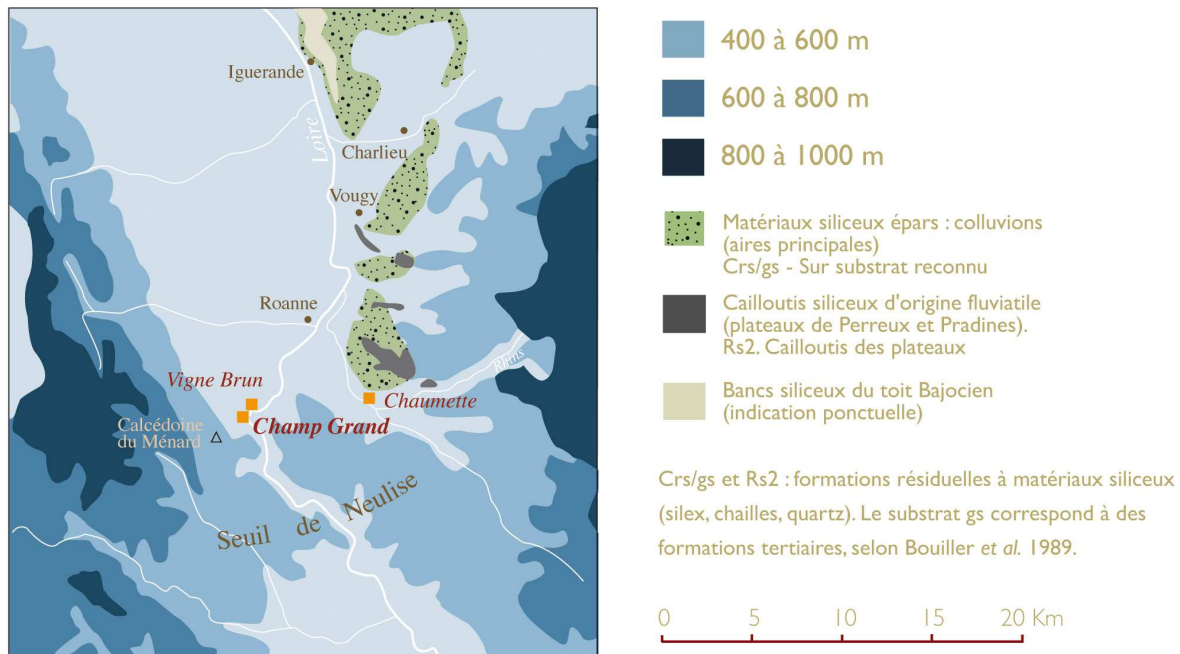 Iguerande
Loire
Charlieu
Vougy
Roanne
Rhins
Vigne Brun
Chaumette
Calcédoine
du Ménard
Champ Grand
Seuil de Neulise
400 à 600 m
600 à 800 m
800 à 1000 m
Matériaux siliceux épars : colluvions
(aires principales)
Crs/gs - Sur substrat reconnu
Cailloutis siliceux d'origine fluviatile
(plateaux de Perreux et Pradines).
Rs2. Cailloutis des plateaux
Bancs siliceux du toit Bajocien
(indication ponctuelle)
Crs/gs et Rs2 : formations résiduelles à matériaux siliceux
(silex, chailles, quartz). Le substrat gs correspond à des
formations tertiaires, selon Bouiller et al. 1989.
0 5 10 15 20 Km